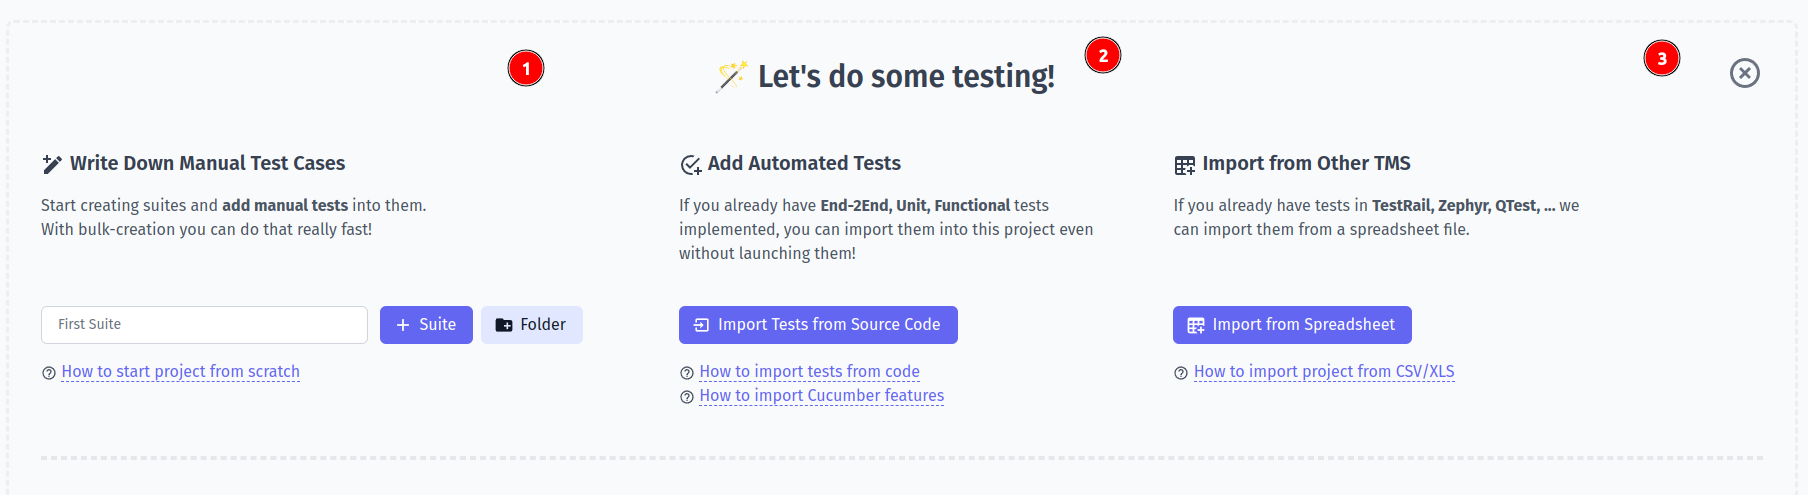 1
2
3
Let's do some testing!
Write Down Manual Test Cases
Start creating suites and add manual tests into them.
With bulk-creation you can do that really fast!
First Suite
Suite
Folder
How to start project from scratch
Add Automated Tests
If you already have End-2End, Unit, Functional tests
implemented, you can import them into this project even
without launching them!
Import Tests from Source Code
How to import tests from code
How to import Cucumber features
Import from Other TMS
If you already have tests in TestRail, Zephyr, QTest, ... we
can import them from a spreadsheet file.
Import from Spreadsheet
How to import project from CSV/XLS